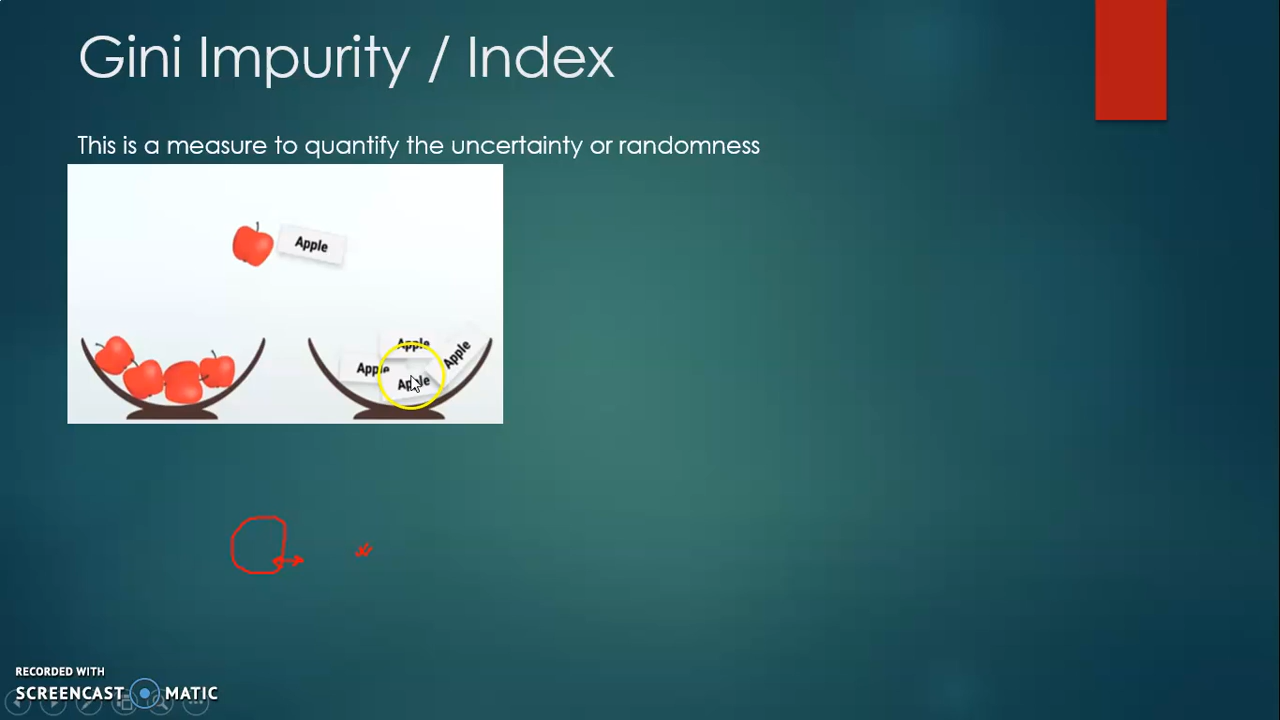 Gini Impurity / Index
This is a measure to quantify the uncertainty or randomness
Apple
Apple
Apple
Apple
Apple
RECORDED WITH
SCREENCAST MATIC